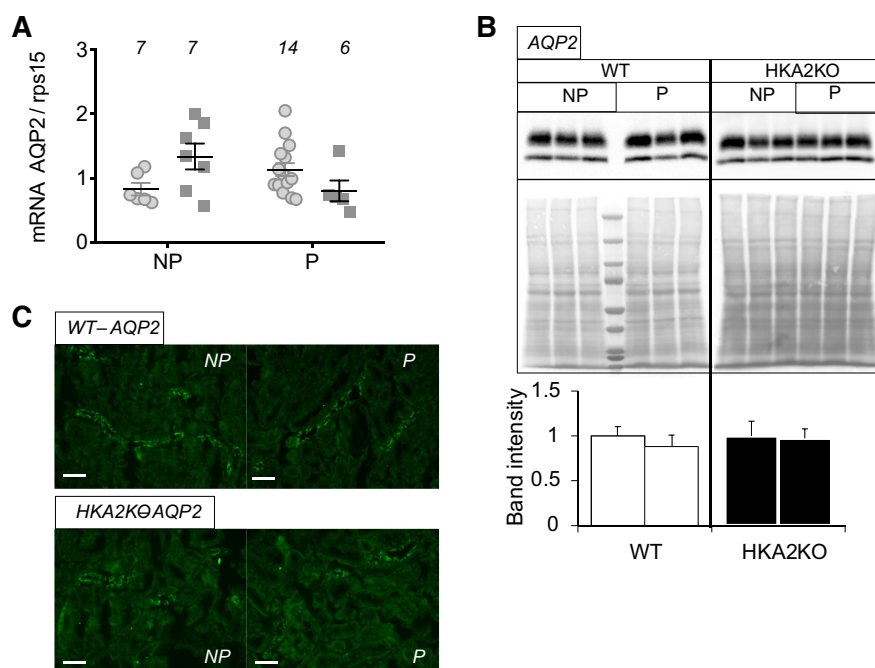 A
7 7 14 6
3
2
1
0
mRNA AQP2 / rps15
NP P
B
AQP2
WT HKA2KO
NP P NP P
1.5
1
0.5
0
Band intensity
WT HKA2KO
C
WT–AQP2
NP P
HKA2KO-AQP2
NP P